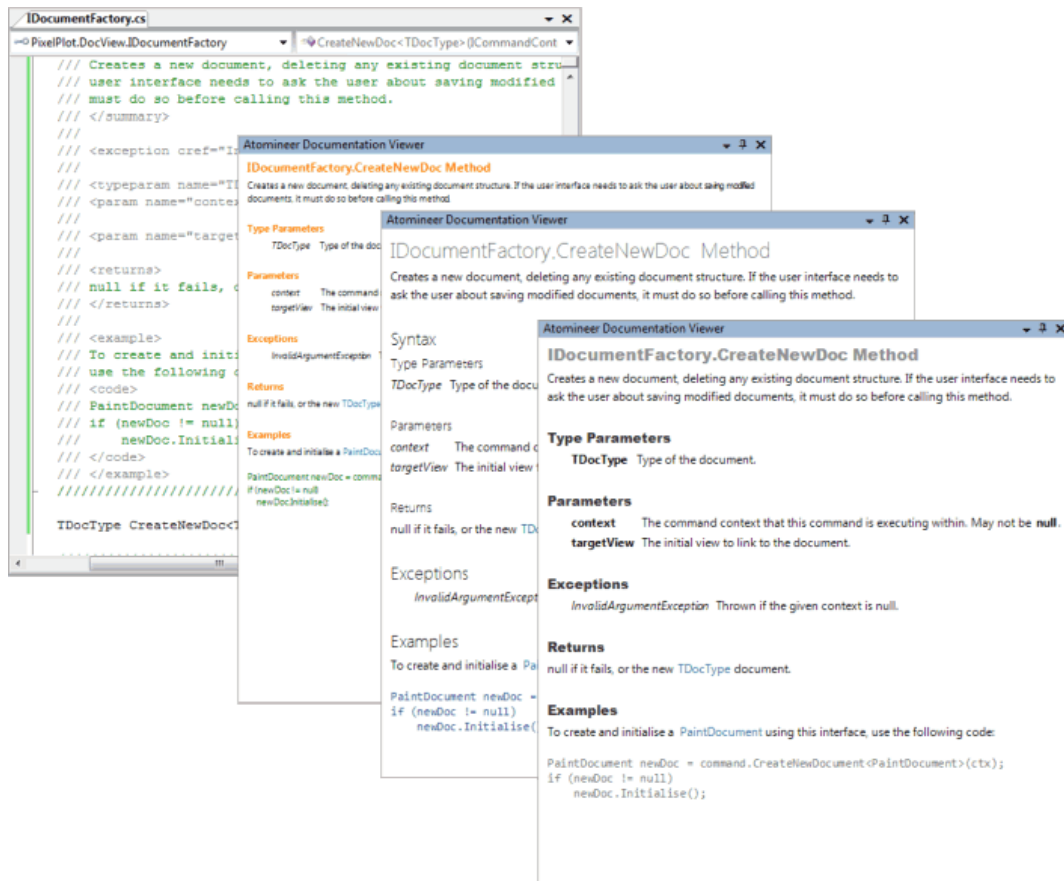 IDocumentFactory.cs
PixelPlot.DocView.IDocumentFactory
CreateNewDoc<TDocType>(ICommandCont
/// Creates a new document, deleting any existing document stru
/// user interface needs to ask the user about saving modified
/// must do so before calling this method.
/// </summary>
///
/// <exception cref="I
///
/// <typeparam name="T
/// <param name="contex
///
/// <param name="target
///
/// <returns>
/// null if it fails,
/// </returns>
///
/// <example>
/// To create and initi
/// use the following
/// <code>
/// PaintDocument newDo
/// if (newDoc != null)
///     newDoc.Initiali
/// </code>
/// </example>
////////////////////////
TDocType CreateNewDoc<T
Atomineer Documentation Viewer
IDocumentFactory.CreateNewDoc Method
Creates a new document, deleting any existing document structure. If the user interface needs to ask the user about saving modified
documents, it must do so before calling this method.
Type Parameters
TDocType Type of the doc
Parameters
context The command
targetView The initial view
Exceptions
InvalidArgumentException
Returns
null if it fails, or the new TDocType
Examples
To create and initialise a PaintDocu
PaintDocument newDoc = comma
if (newDoc != null)
newDoc.Initialise();
Atomineer Documentation Viewer
IDocumentFactory.CreateNewDoc Method
Creates a new document, deleting any existing document structure. If the user interface needs to
ask the user about saving modified documents, it must do so before calling this method.
Syntax
Type Parameters
TDocType Type of the docu
Parameters
context The command c
targetView The initial view
Returns
null if it fails, or the new TDo
Exceptions
InvalidArgumentExcept
Examples
To create and initialise a Pai
PaintDocument newDoc =
if (newDoc != null)
newDoc.Initialise(
Atomineer Documentation Viewer
IDocumentFactory.CreateNewDoc Method
Creates a new document, deleting any existing document structure. If the user interface needs to
ask the user about saving modified documents, it must do so before calling this method.
Type Parameters
TDocType Type of the document.
Parameters
context The command context that this command is executing within. May not be null.
targetView The initial view to link to the document.
Exceptions
InvalidArgumentException Thrown if the given context is null.
Returns
null if it fails, or the new TDocType document.
Examples
To create and initialise a PaintDocument using this interface, use the following code:
PaintDocument newDoc = command.CreateNewDocument<PaintDocument>(ctx);
if (newDoc != null)
newDoc.Initialise();